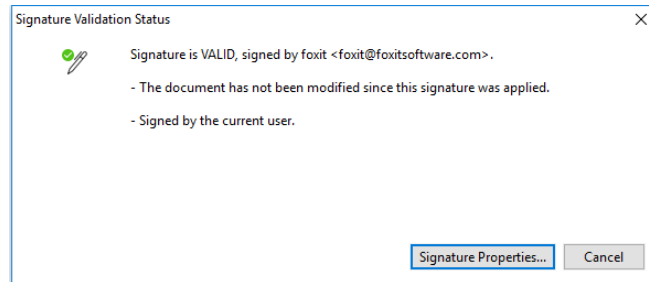 Signature Validation Status
Signature is VALID, signed by foxit <foxit@foxitsoftware.com>.
- The document has not been modified since this signature was applied.
- Signed by the current user.
Signature Properties... Cancel